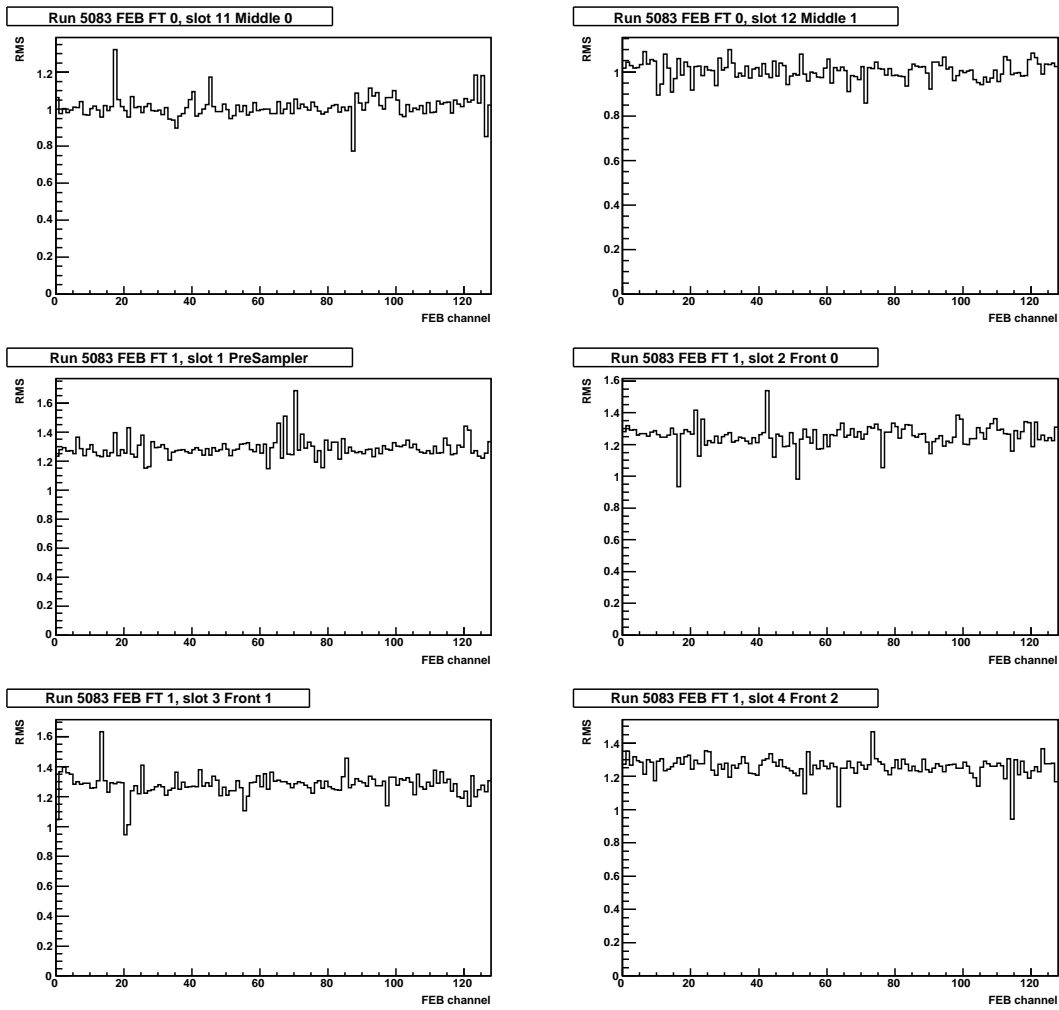 Run 5083 FEB FT 0, slot 11 Middle 0
RMS
1.2
1
0.8
0.6
0.4
0.2
0
0 20 40 60 80 100 120
FEB channel
Run 5083 FEB FT 0, slot 12 Middle 1
RMS
1
0.8
0.6
0.4
0.2
0
0 20 40 60 80 100 120
FEB channel
Run 5083 FEB FT 1, slot 1 PreSampler
RMS
1.6
1.4
1.2
1
0.8
0.6
0.4
0.2
0
0 20 40 60 80 100 120
FEB channel
Run 5083 FEB FT 1, slot 2 Front 0
RMS
1.6
1.4
1.2
1
0.8
0.6
0.4
0.2
0
0 20 40 60 80 100 120
FEB channel
Run 5083 FEB FT 1, slot 3 Front 1
RMS
1.6
1.4
1.2
1
0.8
0.6
0.4
0.2
0
0 20 40 60 80 100 120
FEB channel
Run 5083 FEB FT 1, slot 4 Front 2
RMS
1.4
1.2
1
0.8
0.6
0.4
0.2
0
0 20 40 60 80 100 120
FEB channel